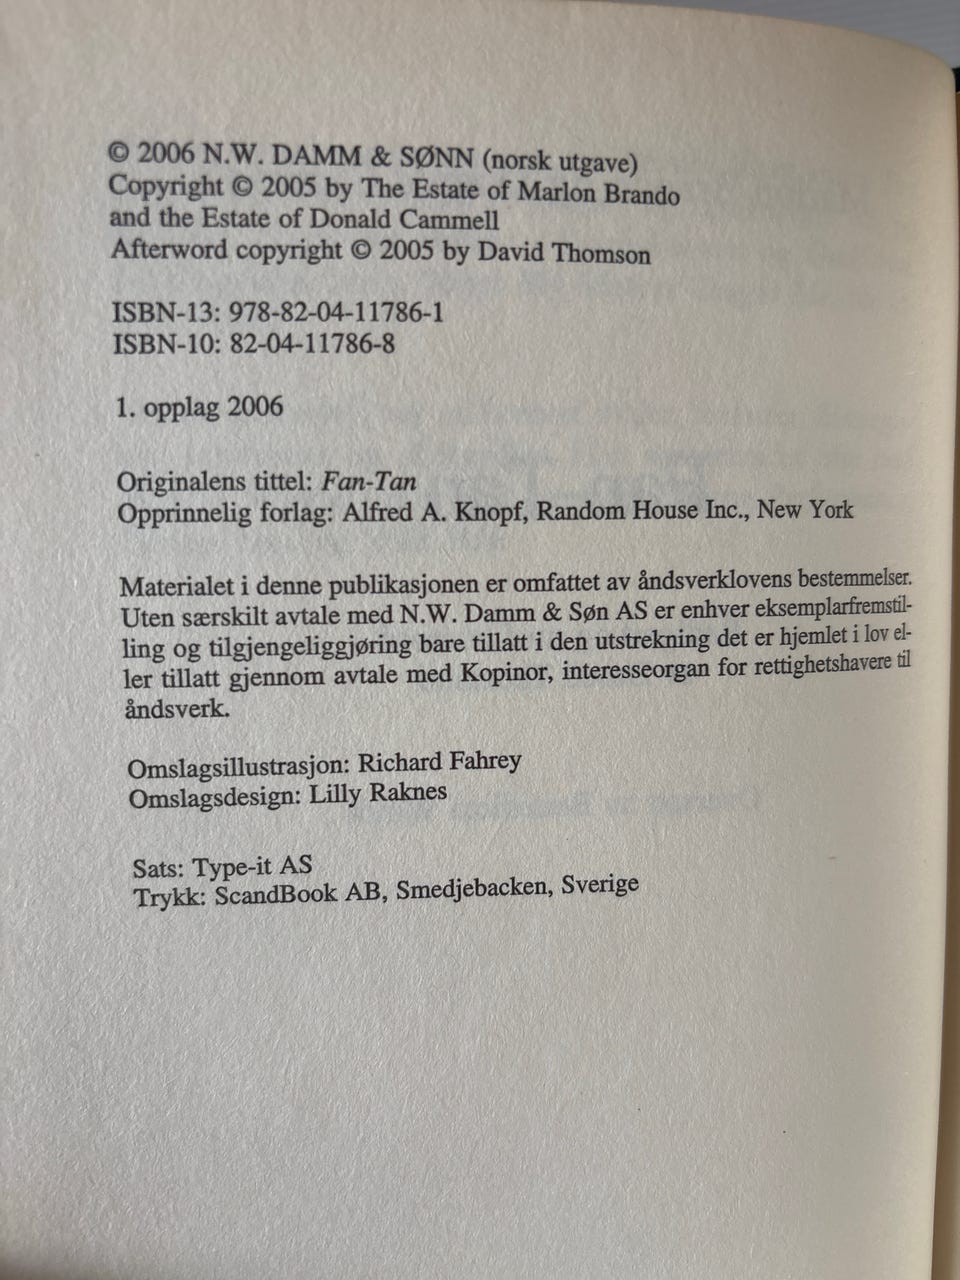 © 2006 N.W. DAMM & SØNN (norsk utgave)
Copyright © 2005 by The Estate of Marlon Brando
and the Estate of Donald Cammell
Afterword copyright © 2005 by David Thomson
ISBN-13: 978-82-04-11786-1
ISBN-10: 82-04-11786-8
1. opplag 2006
Originalens tittel: Fan-Tan
Opprinnelig forlag: Alfred A. Knopf, Random House Inc., New York
Materialet i denne publikasjonen er omfattet av åndsverklovens bestemmelser.
Uten særskilt avtale med N.W. Damm & Søn AS er enhver eksemplarfremstil-
ling og tilgjengeliggjøring bare tillatt i den utstrekning det er hjemlet i lov el-
ler tillatt gjennom avtale med Kopinor, interesseorgan for rettighetshavere til
åndsverk.
Omslagsillustrasjon: Richard Fahrey
Omslagsdesign: Lilly Raknes
Sats: Type-it AS
Trykk: ScandBook AB, Smedjebacken, Sverige